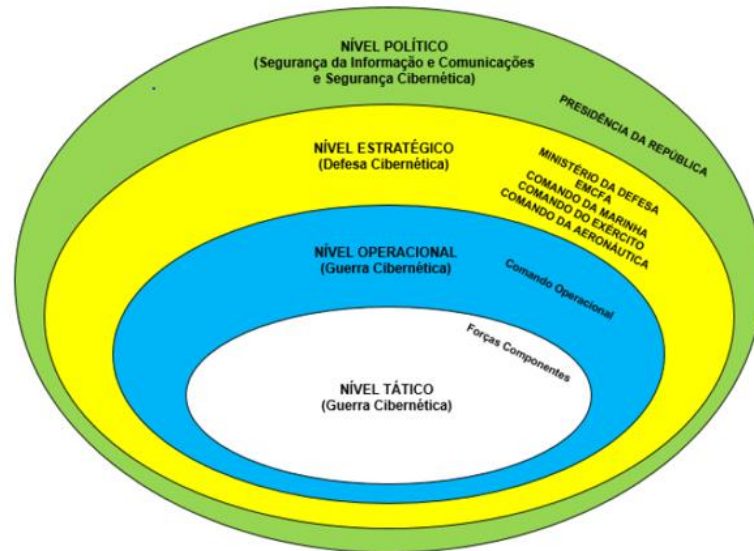 NÍVEL POLÍTICO
(Segurança da Informação e Comunicações
e Segurança Cibernética)
PRESIDÊNCIA DA REPÚBLICA
NÍVEL ESTRATÉGICO
(Defesa Cibernética)
MINISTÉRIO DA DEFESA
EMCFA
COMANDO DA MARINHA
COMANDO DO EXÉRCITO
COMANDO DA AERONÁUTICA
NÍVEL OPERACIONAL
(Guerra Cibernética)
Comando Operacional
Forças Componentes
NÍVEL TÁTICO
(Guerra Cibernética)